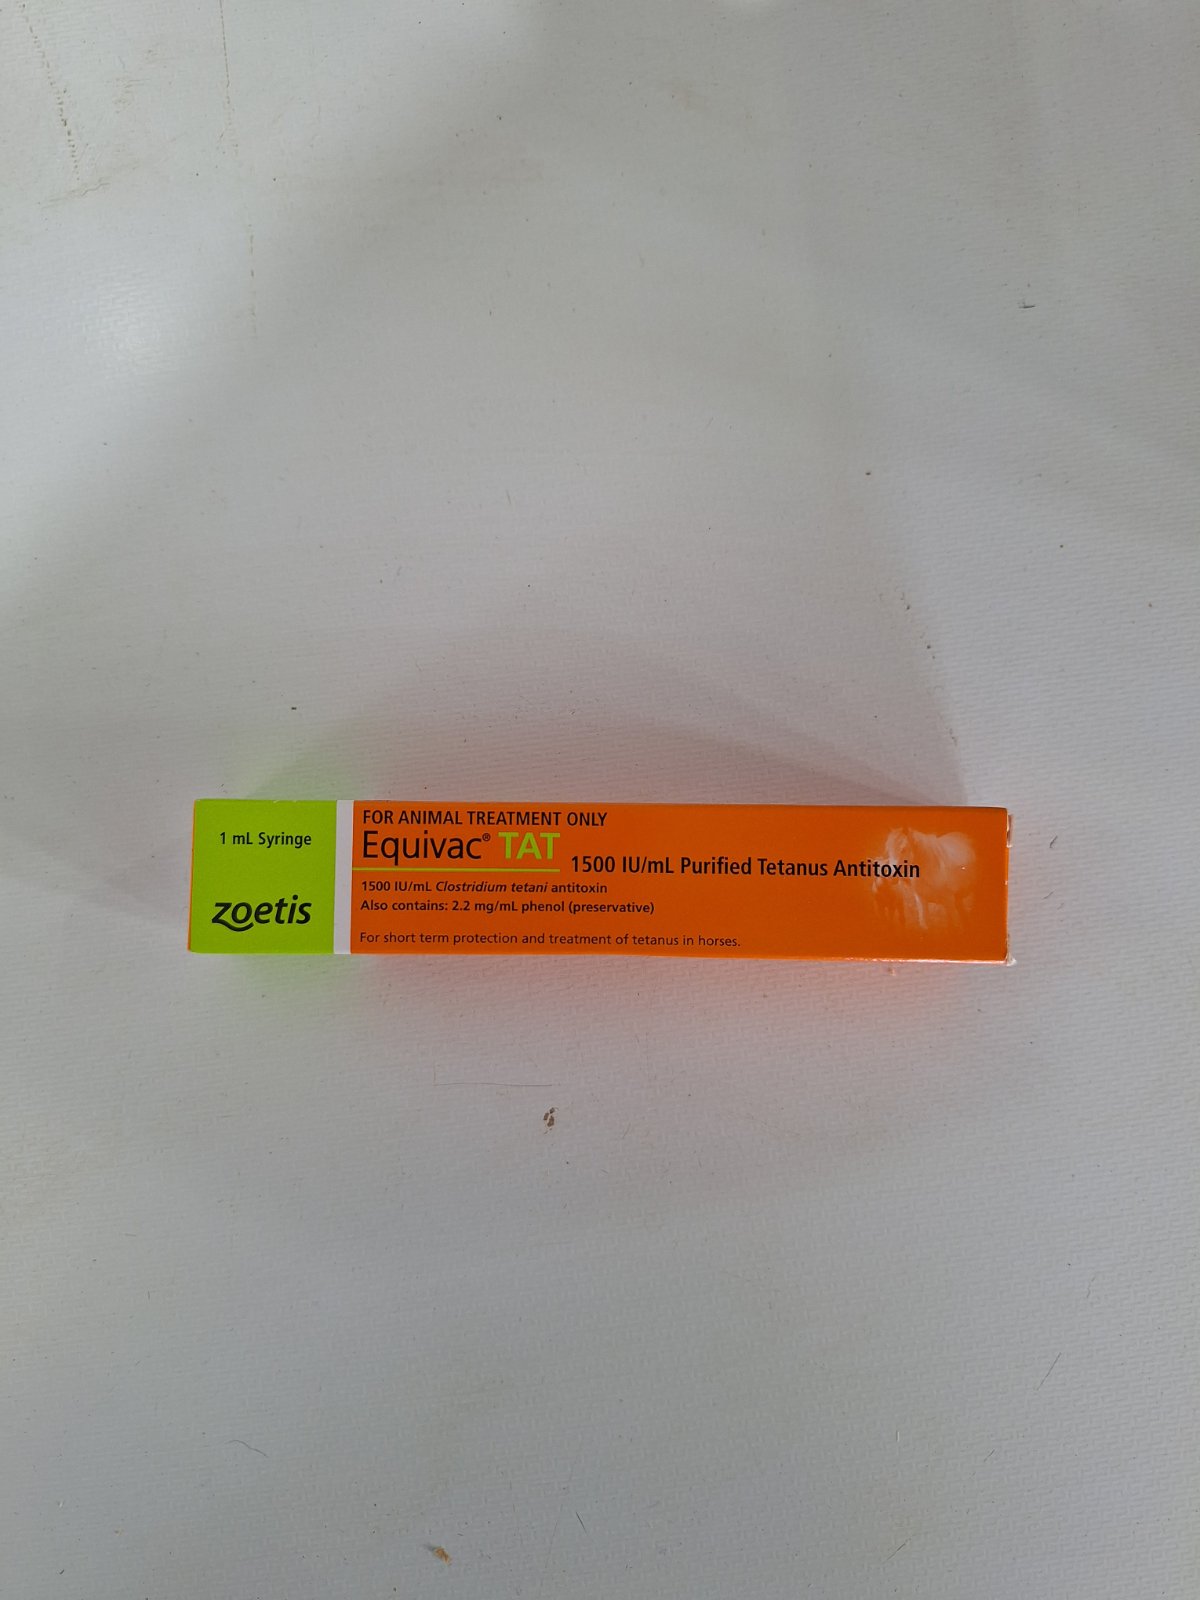 1 mL Syringe
zoetis
FOR ANIMAL TREATMENT ONLY
Equivac® TAT
1500 IU/mL Purified Tetanus Antitoxin
1500 IU/mL Clostridium tetani antitoxin
Also contains: 2.2 mg/mL phenol (preservative)
For short term protection and treatment of tetanus in horses.